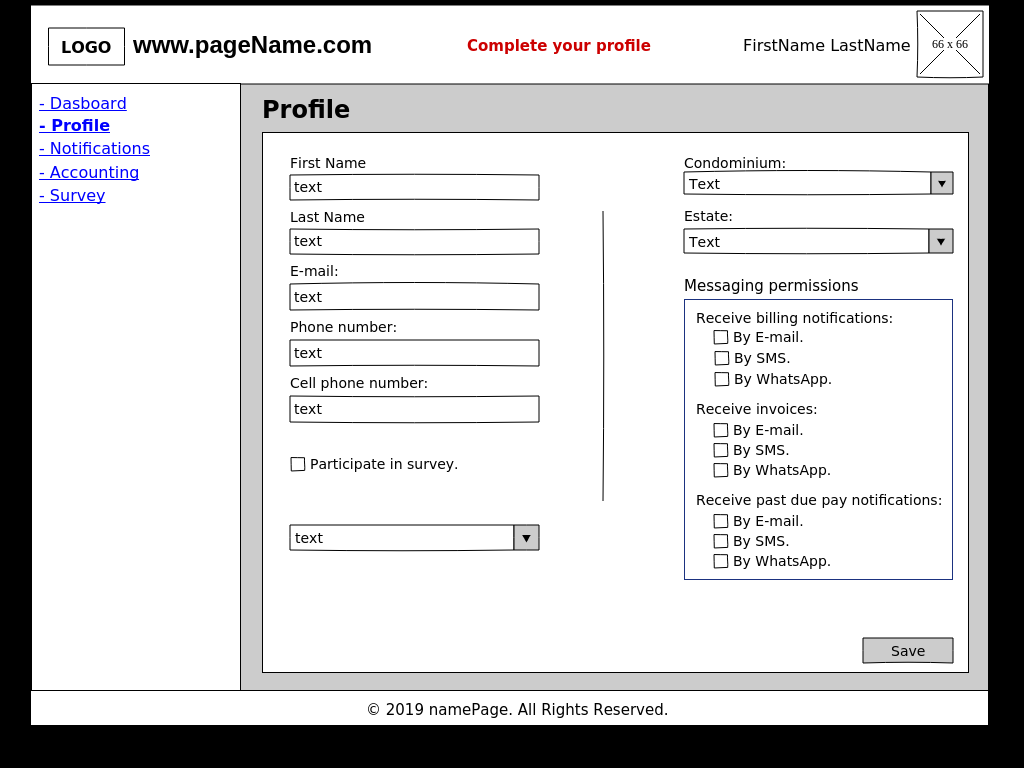 LOGO
www.pageName.com
Complete your profile
FirstName LastName
66 x 66
- Dasboard
- Profile
- Notifications
- Accounting
- Survey
Profile
First Name
text
Last Name
text
E-mail:
text
Phone number:
text
Cell phone number:
text
Participate in survey.
text
Condominium:
Text
Estate:
Text
Messaging permissions
Receive billing notifications:
By E-mail.
By SMS.
By WhatsApp.
Receive invoices:
By E-mail.
By SMS.
By WhatsApp.
Receive past due pay notifications:
By E-mail.
By SMS.
By WhatsApp.
Save
© 2019 namePage. All Rights Reserved.